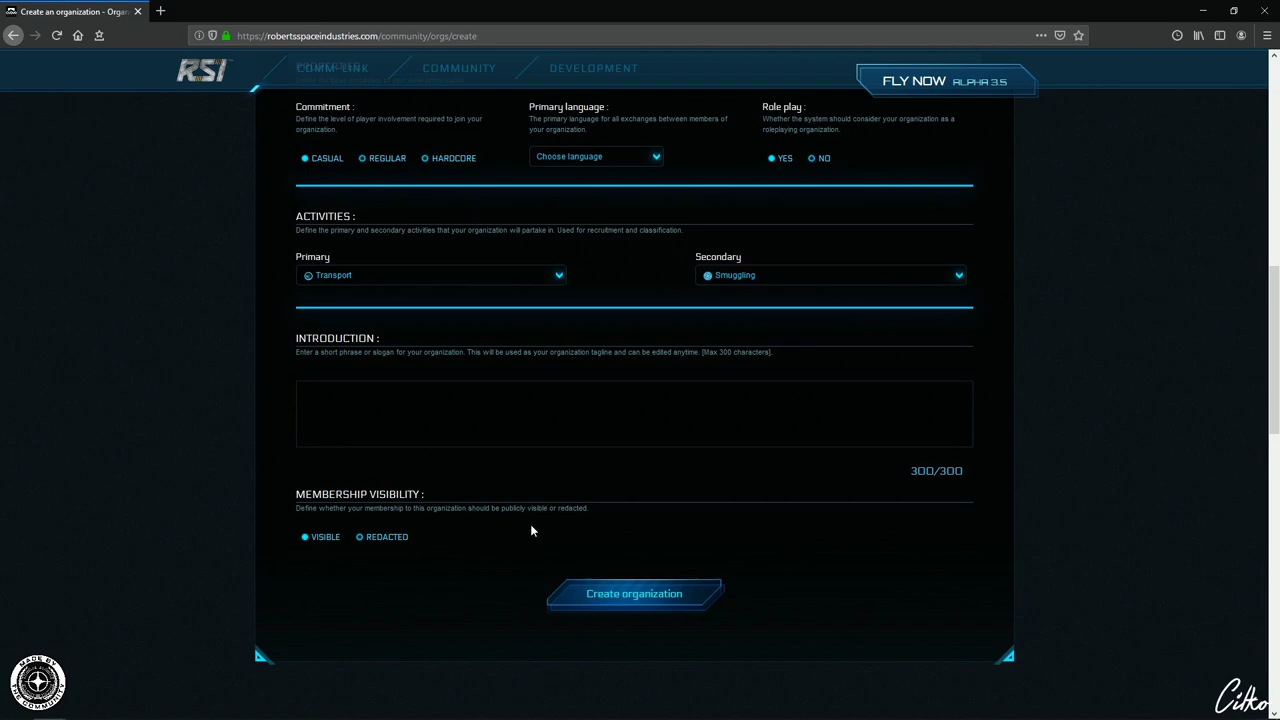 Create an organization - Organ
https://robertsspaceindustries.com/community/orgs/create
RSI
COMM-LINK
COMMUNITY
DEVELOPMENT
FLY NOW ALPHA 3.5
Commitment :
Define the level of player involvement required to join your
organization.
CASUAL REGULAR HARDCORE
Primary language :
The primary language for all exchanges between members of
your organization.
Choose language
Role play :
Whether the system should consider your organization as a
roleplaying organization.
YES NO
ACTIVITIES :
Define the primary and secondary activities that your organization will partake in. Used for recruitment and classification.
Primary
Transport
Secondary
Smuggling
INTRODUCTION :
Enter a short phrase or slogan for your organization. This will be used as your organization tagline and can be edited anytime. [Max 300 characters].
300/300
MEMBERSHIP VISIBILITY :
Define whether your membership to this organization should be publicly visible or redacted.
VISIBLE REDACTED
Create organization
MADE BY
THE COMMUNITY